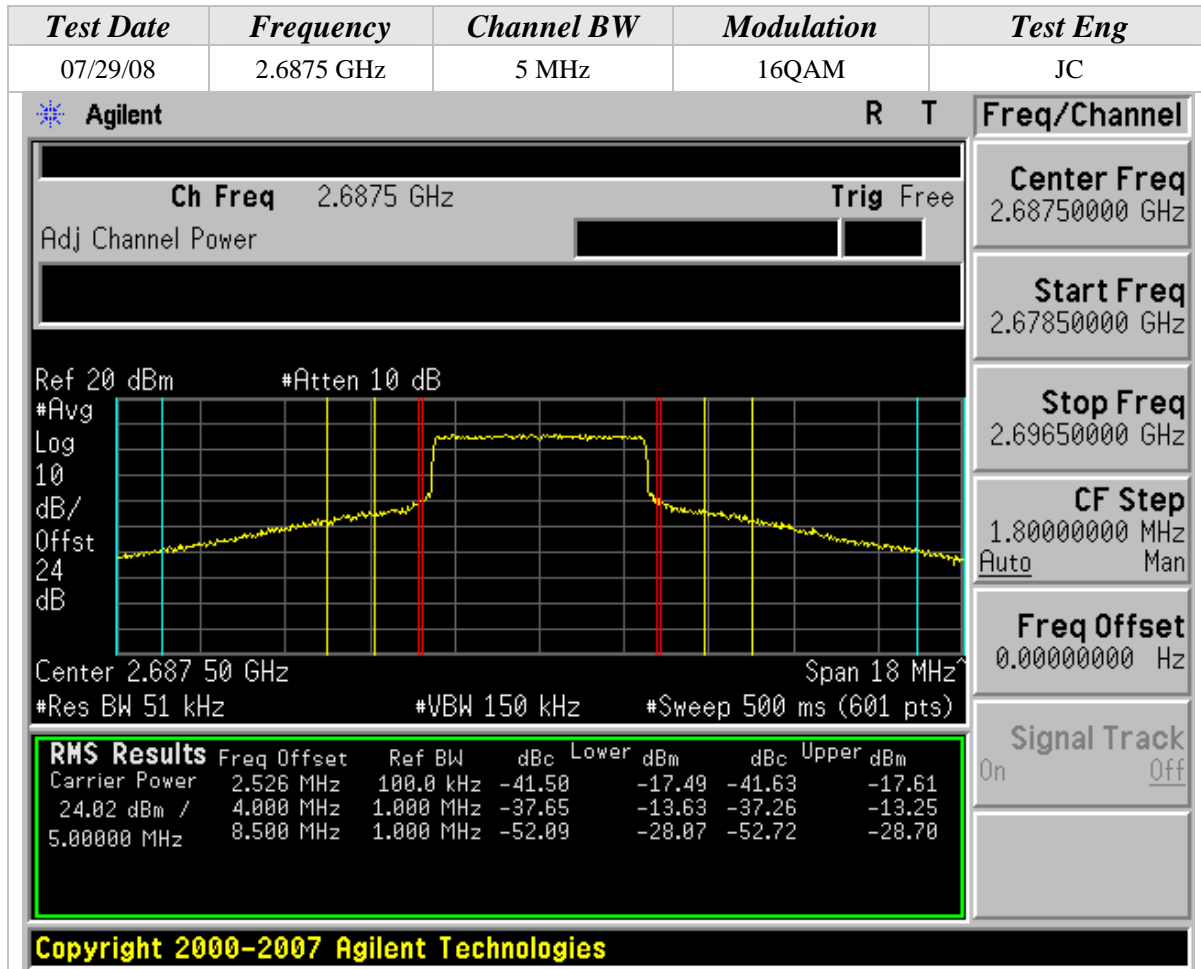 Test Date Frequency Channel BW Modulation Test Eng
07/29/08 2.6875 GHz 5 MHz 16QAM JC
Agilent R T Freq/Channel
Ch Freq 2.6875 GHz Trig Free
Adj Channel Power
Center Freq
2.68750000 GHz
Start Freq
2.67850000 GHz
Stop Freq
2.69650000 GHz
CF Step
1.80000000 MHz
Auto Man
Freq Offset
0.00000000 Hz
Signal Track
On Off
Ref 20 dBm #Atten 10 dB
#Avg
Log
10
dB/
Offst
24
dB
Center 2.687 50 GHz Span 18 MHz^
#Res BW 51 kHz #VBW 150 kHz #Sweep 500 ms (601 pts)
RMS Results Freq Offset Ref BW dBc Lower dBm dBc Upper dBm
Carrier Power 2.526 MHz 100.0 kHz -41.50 -17.49 -41.63 -17.61
24.02 dBm / 4.000 MHz 1.000 MHz -37.65 -13.63 -37.26 -13.25
5.00000 MHz 8.500 MHz 1.000 MHz -52.09 -28.07 -52.72 -28.70
Copyright 2000-2007 Agilent Technologies